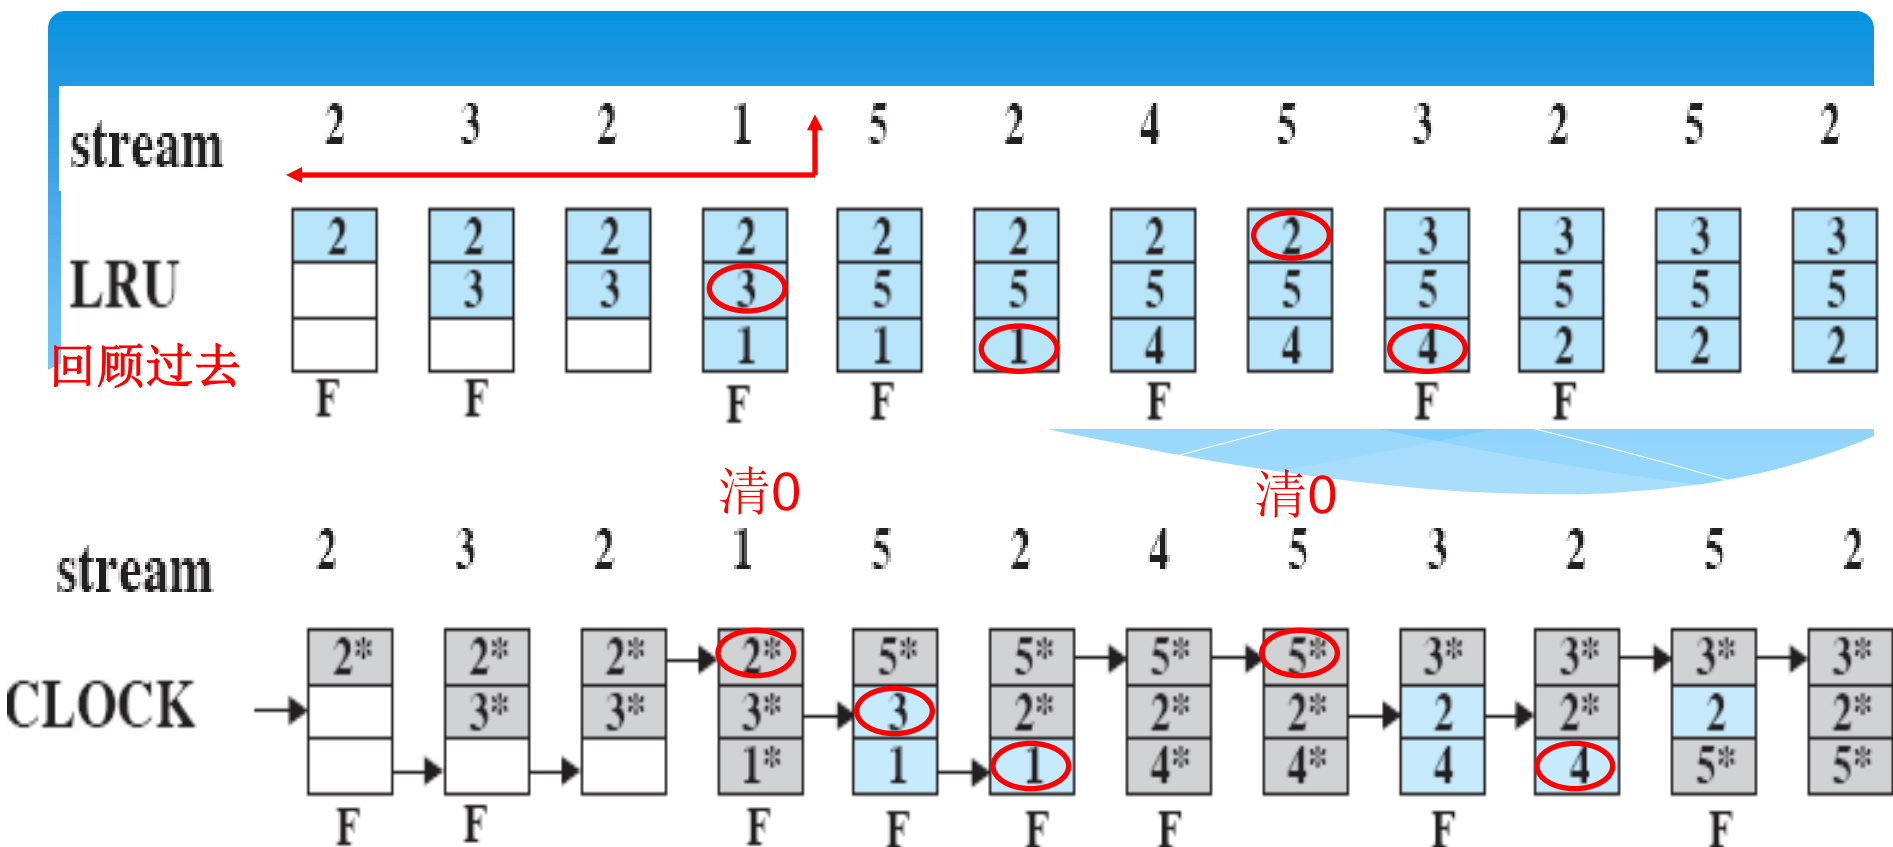 stream 2 3 2 1 5 2 4 5 3 2 5 2
2 2 2 2 2 2 2 2 3 3 3 3
LRU 3 3 3 5 5 5 5 5 5 5 5
回顾过去 1 1 1 4 4 4 2 2 2
F F F F F F F
清0 清0
stream 2 3 2 1 5 2 4 5 3 2 5 2
2* 2* 2* 2* 5* 5* 5* 5* 3* 3* 3* 3*
CLOCK 3* 3* 3* 3 2* 2* 2* 2 2* 2 2*
1* 1 1 4* 4* 4 4 5* 5*
F F F F F F F F